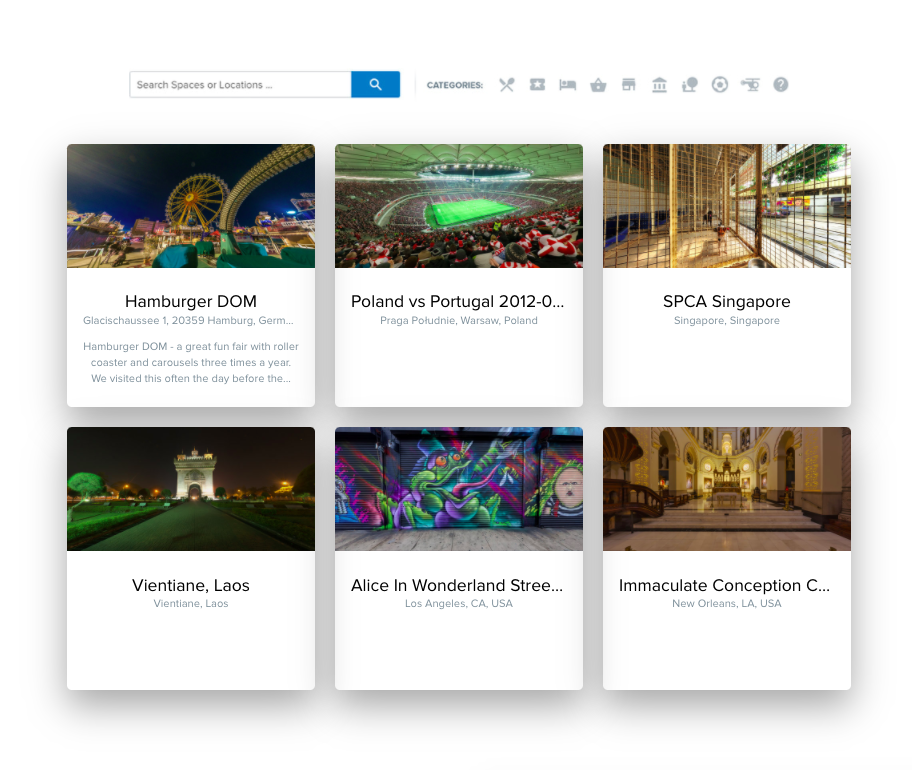 Search Spaces or Locations ...
CATEGORIES:
Hamburger DOM
Glacischaussee 1, 20359 Hamburg, Germ...
Hamburger DOM - a great fun fair with roller
coaster and carousels three times a year.
We visited this often the day before the...
Poland vs Portugal 2012-0...
Praga Południe, Warsaw, Poland
SPCA Singapore
Singapore, Singapore
Vientiane, Laos
Vientiane, Laos
Alice In Wonderland Stree...
Los Angeles, CA, USA
Immaculate Conception C...
New Orleans, LA, USA